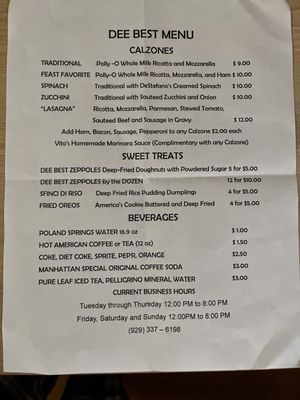 DEE BEST MENU
CALZONES
TRADITIONAL Polly-O Whole Milk Ricotta and Mozzarella $ 9.00
FEAST FAVORITE Polly-O Whole Milk Ricotta, Mozzarella, and Ham $ 10.00
SPINACH Traditional with DeStefano's Creamed Spinach $ 10.00
ZUCCHINI Traditional with Sauteed Zucchini and Onion $ 10.00
"LASAGNA" Ricotta, Mozzarella, Parmesan, Stewed Tomato,
Sauteed Beef and Sausage in Gravy $ 12.00
Add Ham, Bacon, Sausage, Pepperoni to any Calzone $2.00 each
Vito's Homemade Marinara Sauce (Complimentary with any Calzone)
SWEET TREATS
DEE BEST ZEPPOLES Deep-Fried Doughnuts with Powdered Sugar 5 for $5.00
DEE BEST ZEPPOLES by the DOZEN 12 for $10.00
SFINCI DI RISO Deep Fried Rice Pudding Dumplings 4 for $5.00
FRIED OREOS America's Cookie Battered and Deep Fried 4 for $5.00
BEVERAGES
POLAND SPRINGS WATER 16.9 oz $ 1.00
HOT AMERICAN COFFEE or TEA (12 oz) $ 1.50
COKE, DIET COKE, SPRITE, PEPSI, ORANGE $2.50
MANHATTAN SPECIAL ORIGINAL COFFEE SODA $3.00
PURE LEAF ICED TEA, PELLIGRINO MINERAL WATER $3.00
CURRENT BUSINESS HOURS
Tuesday through Thursday 12:00 PM to 8:00 PM
Friday, Saturday and Sunday 12:00PM to 8:00 PM
(929) 337 – 6198